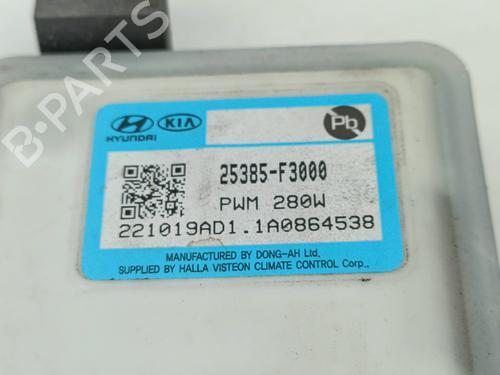 B-PARTS
HYUNDAI KIA Pb
25385-F3000
PWM 280W
221019AD1.1A0864538
MANUFACTURED BY DONG-AH Ltd.
SUPPLIED BY HALLA VISTEON CLIMATE CONTROL Corp.,